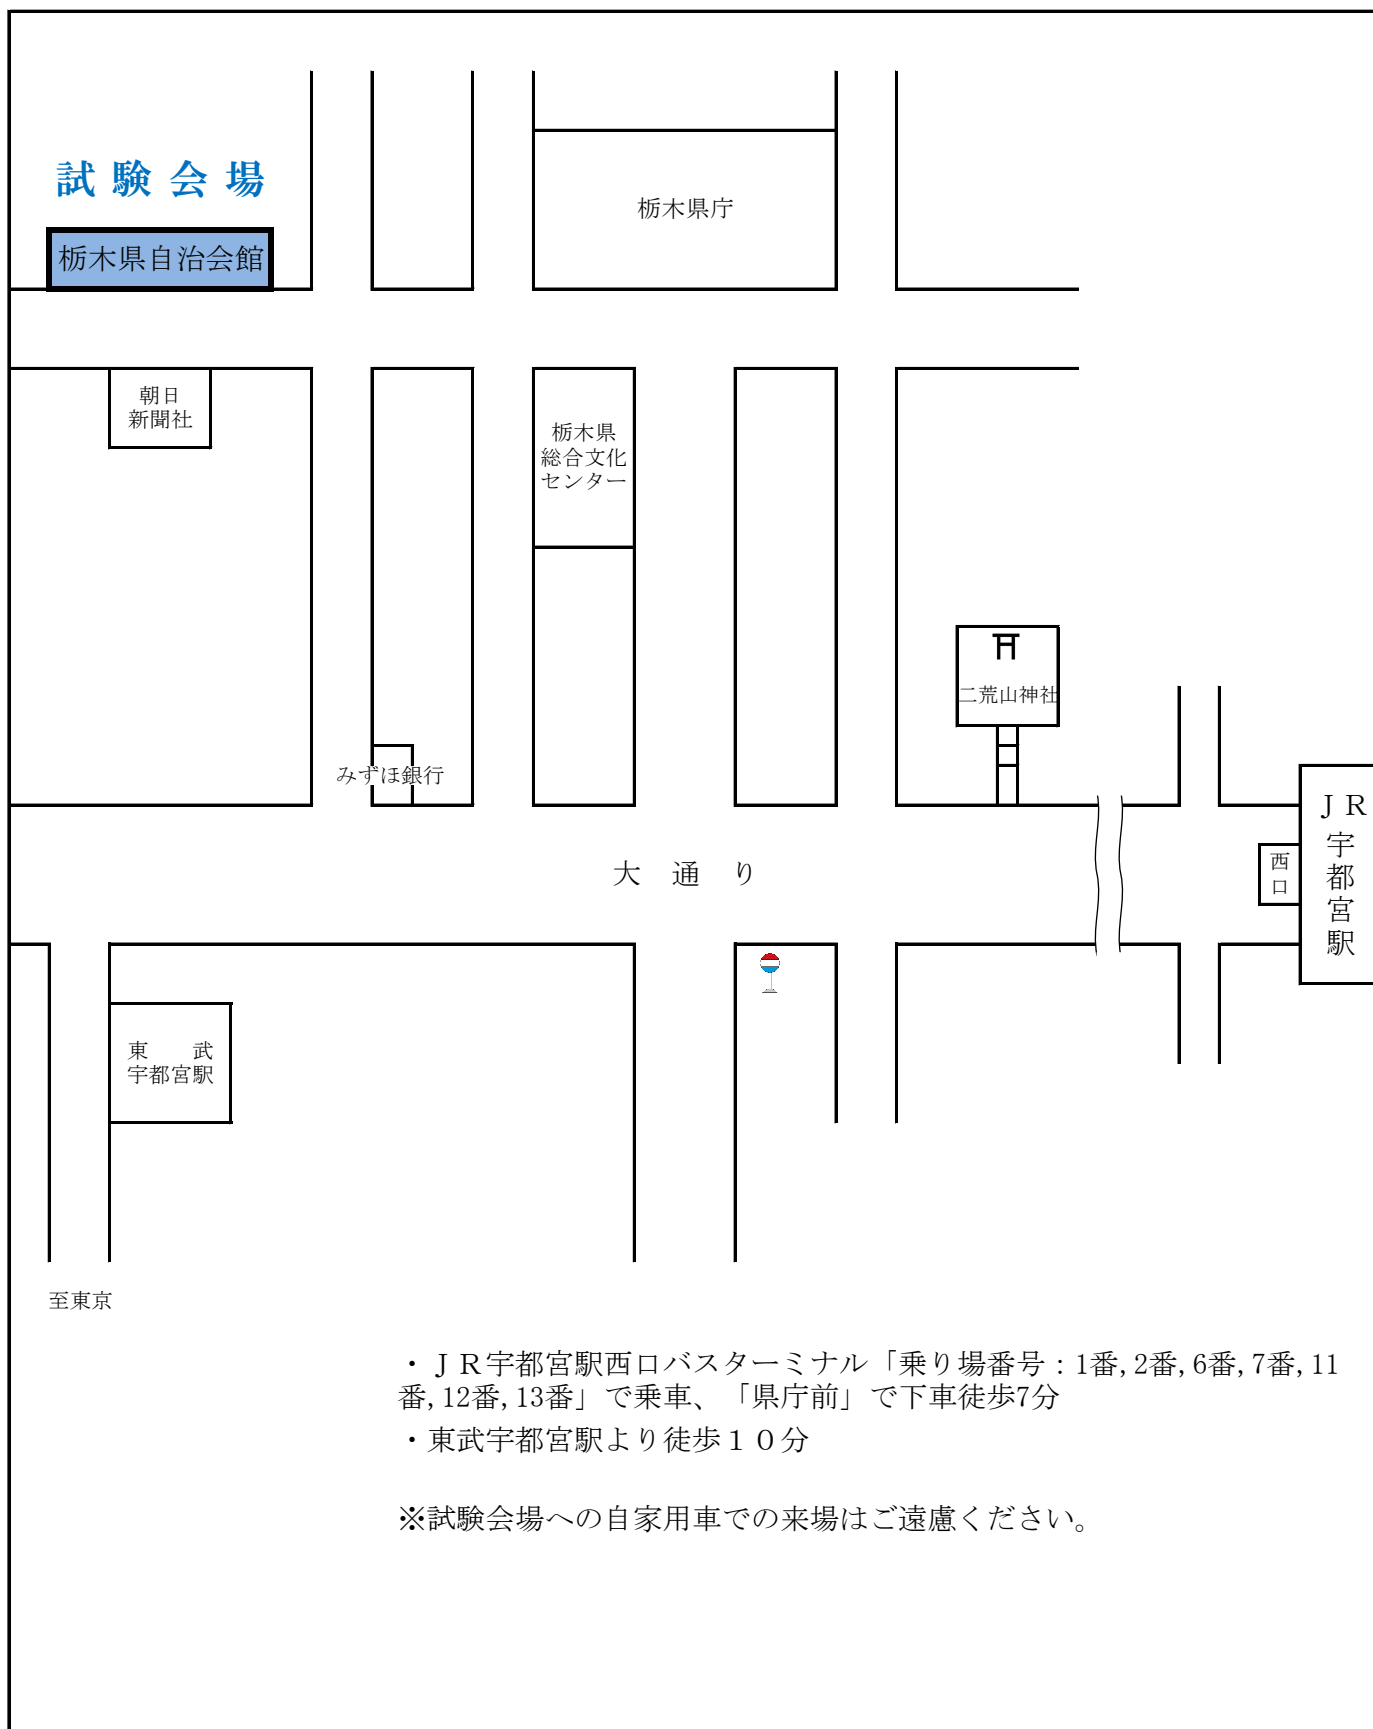 試験会場
栃木県自治会館
栃木県庁
朝日
新聞社
栃木県
総合文化
センター
二荒山神社
みずほ銀行
大通り
西口
ＪＲ宇都宮駅
東　武
宇都宮駅
至東京
・ＪＲ宇都宮駅西口バスターミナル「乗り場番号：1番,2番,6番,7番,11
番,12番,13番」で乗車、「県庁前」で下車徒歩7分
・東武宇都宮駅より徒歩１０分
※試験会場への自家用車での来場はご遠慮ください。